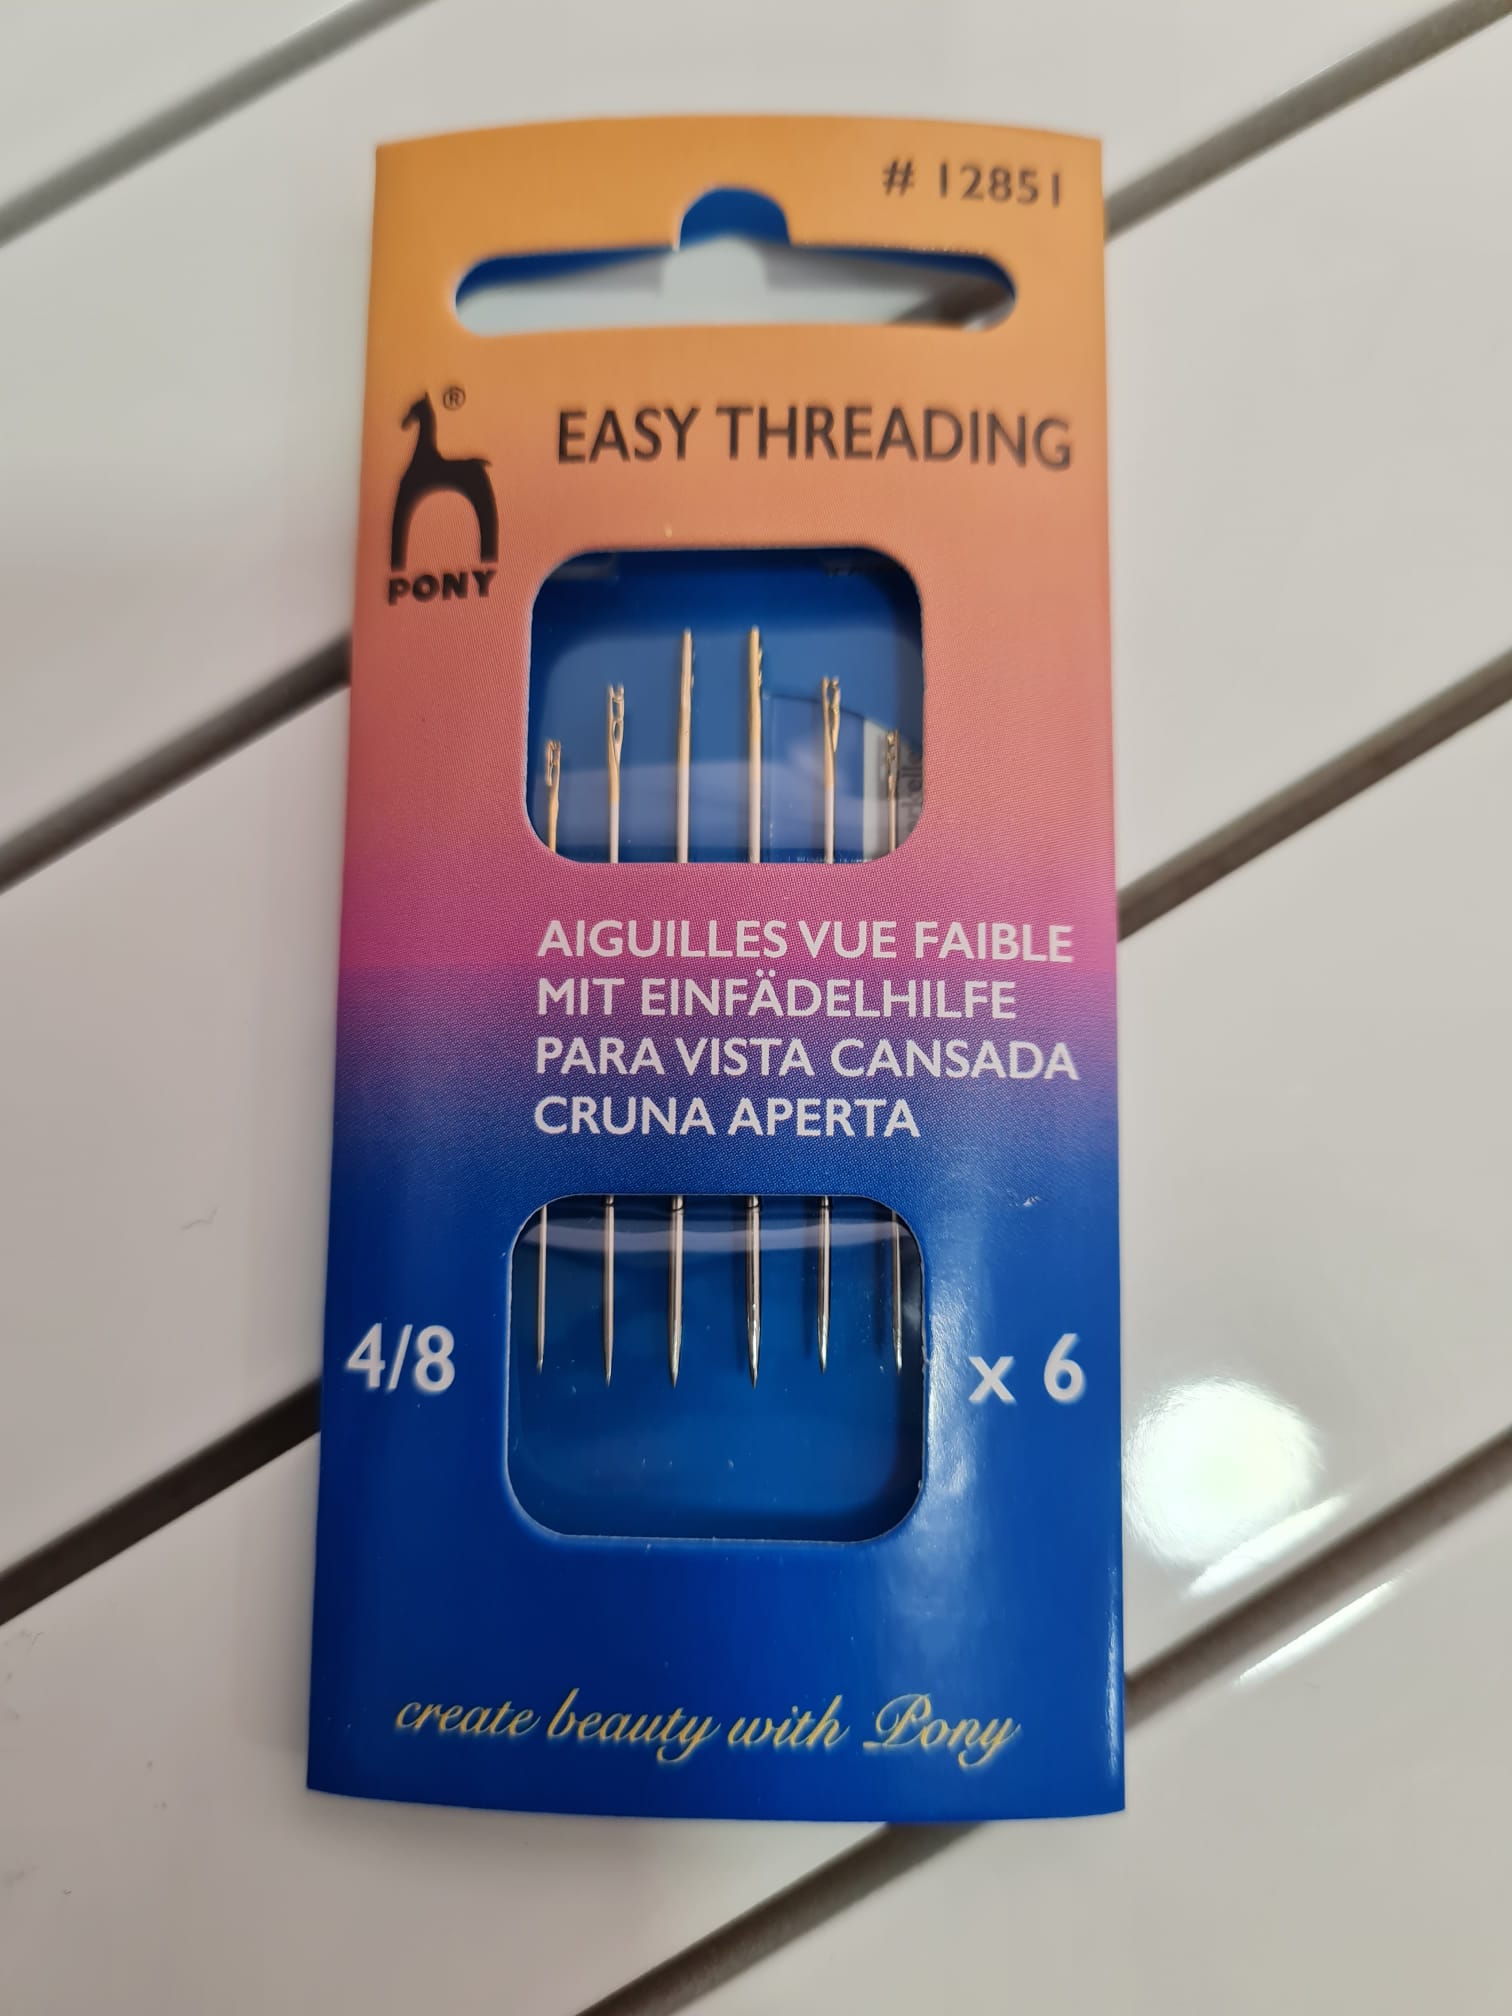 # 12851
®
EASY THREADING
PONY
AIGUILLES VUE FAIBLE
MIT EINFÄDELHILFE
PARA VISTA CANSADA
CRUNA APERTA
4/8
x 6
create beauty with Pony